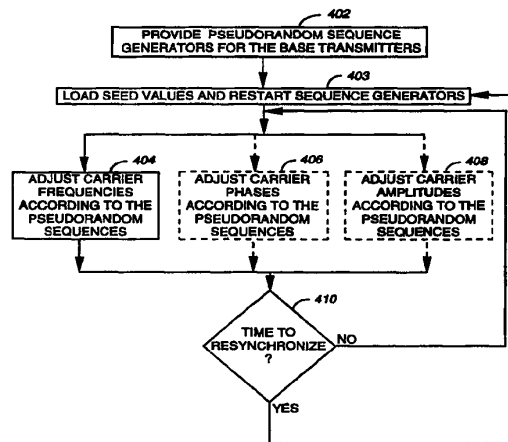 402
PROVIDE PSEUDORANDOM SEQUENCE
GENERATORS FOR THE BASE TRANSMITTERS
403
LOAD SEED VALUES AND RESTART SEQUENCE GENERATORS
404
ADJUST CARRIER
FREQUENCIES
ACCORDING TO THE
PSEUDORANDOM
SEQUENCES
406
ADJUST CARRIER
PHASES
ACCORDING TO THE
PSEUDORANDOM
SEQUENCES
408
ADJUST CARRIER
AMPLITUDES
ACCORDING TO THE
PSEUDORANDOM
SEQUENCES
410
TIME TO
RESYNCHRONIZE
?
NO
YES